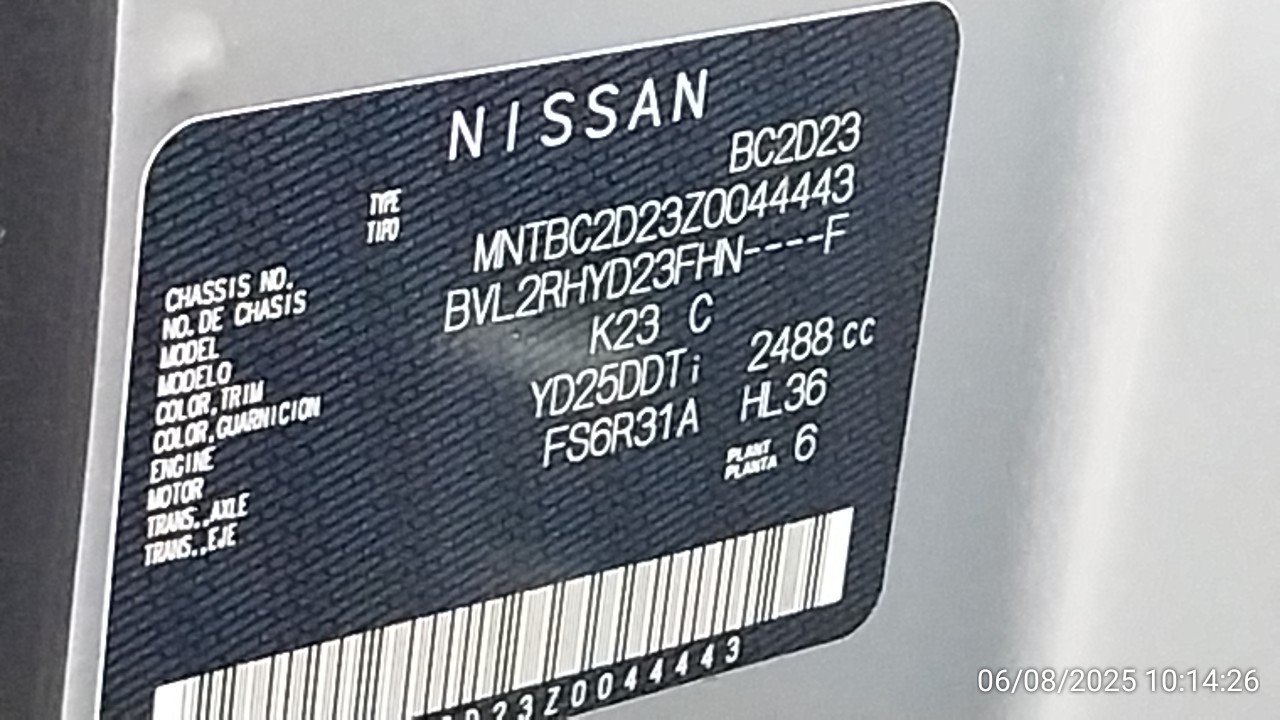 NISSAN
TYPE BC2D23
TIPO
CHASSIS NO. MNTBC2D23Z0044443
NO.DE CHASIS
MODEL BVL2RHYD23FHN----F
MODELO
COLOR,TRIM K23 C
COLOR,GUARNICION
ENGINE YD25DDTi 2488 cc
MOTOR
TRANS.,AXLE FS6R31A HL36
TRANS.,EJE
PLANT 6
PLANTA
D23Z0044443
06/08/2025 10:14:26